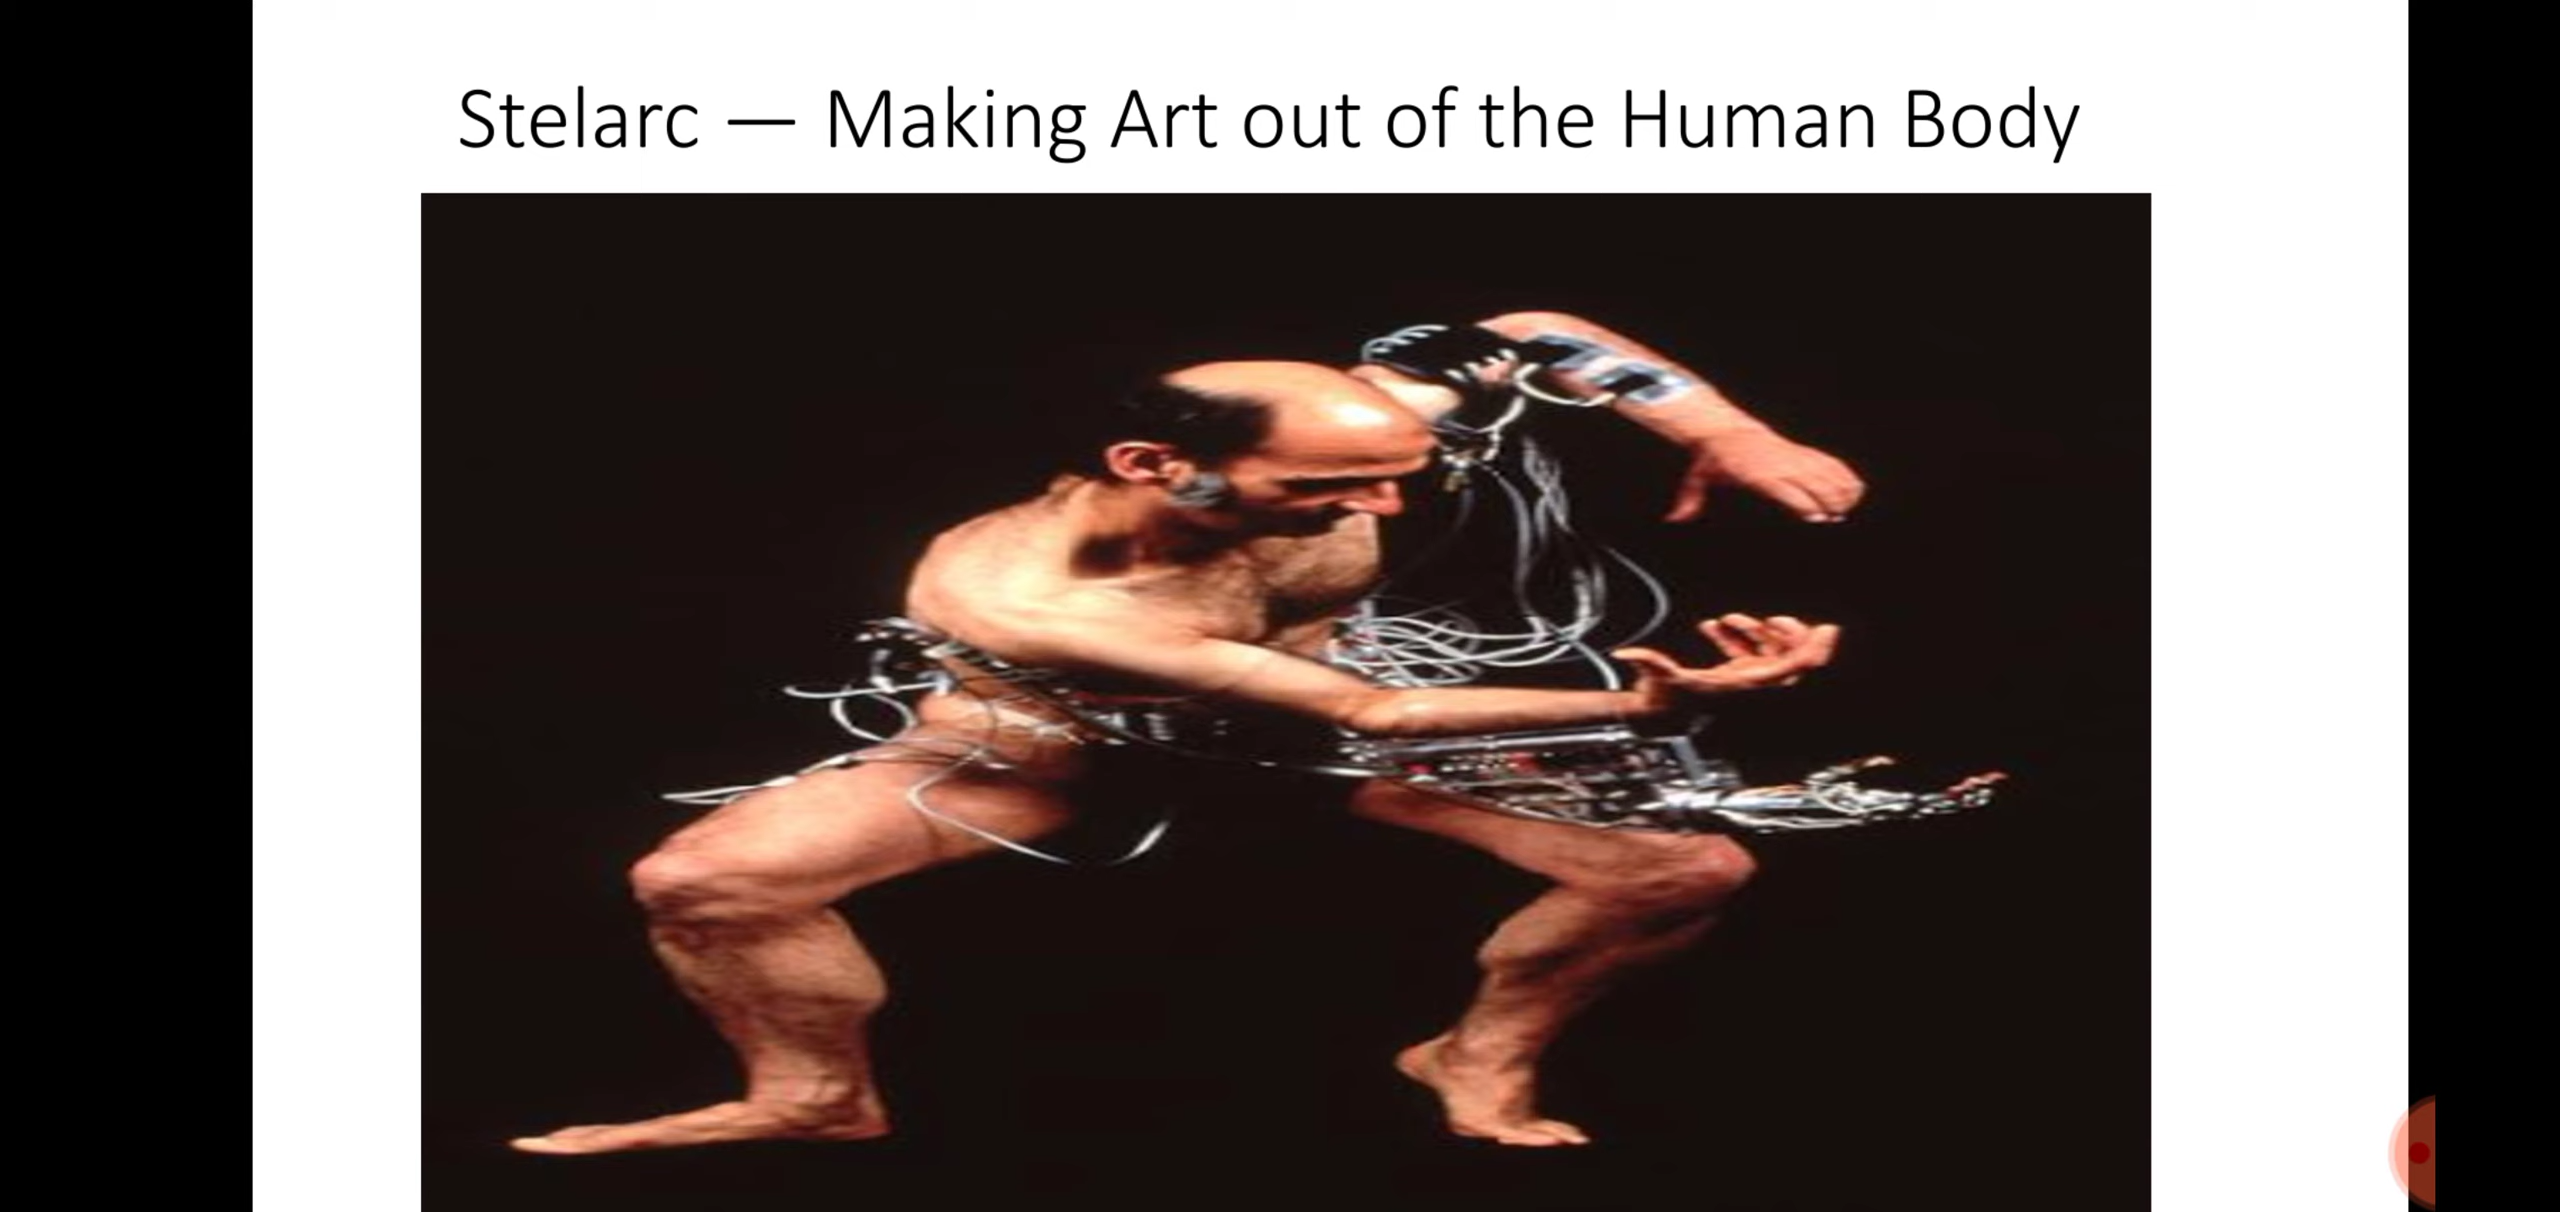 Stelarc — Making Art out of the Human Body